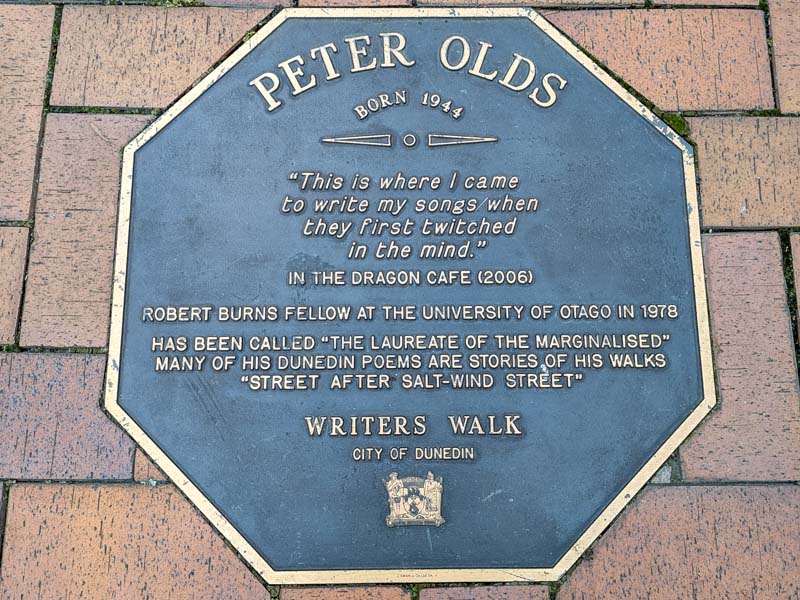 PETER OLDS
BORN 1944
"This is where I came
to write my songs/when
they first twitched
in the mind."
IN THE DRAGON CAFE (2006)
ROBERT BURNS FELLOW AT THE UNIVERSITY OF OTAGO IN 1978
HAS BEEN CALLED "THE LAUREATE OF THE MARGINALISED"
MANY OF HIS DUNEDIN POEMS ARE STORIES OF HIS WALKS
"STREET AFTER SALT-WIND STREET"
WRITERS WALK
CITY OF DUNEDIN